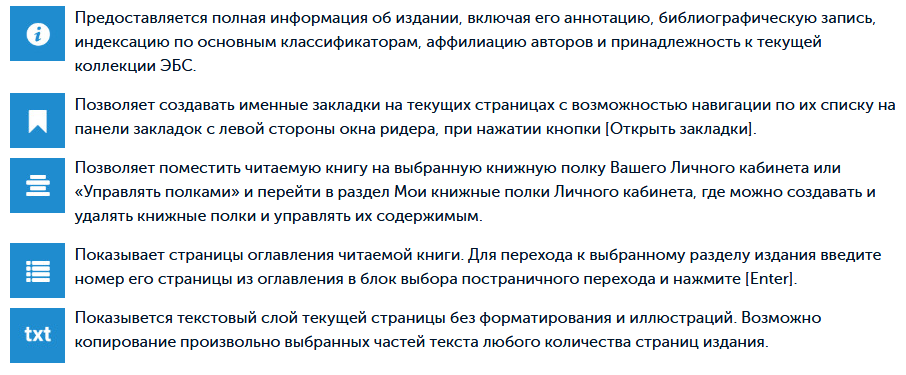 Предоставляется полная информация об издании, включая его аннотацию, библиографическую запись,
индексацию по основным классификаторам, аффилиацию авторов и принадлежность к текущей
коллекции ЭБС.
Позволяет создавать именные закладки на текущих страницах с возможностью навигации по их списку на
панели закладок с левой стороны окна ридера, при нажатии кнопки [Открыть закладки].
Позволяет поместить читаемую книгу на выбранную книжную полку Вашего Личного кабинета или
«Управлять полками» и перейти в раздел Мои книжные полки Личного кабинета, где можно создавать и
удалять книжные полки и управлять их содержимым.
Показывает страницы оглавления читаемой книги. Для перехода к выбранному разделу издания введите
номер его страницы из оглавления в блок выбора постраничного перехода и нажмите [Enter].
txt
Показывется текстовый слой текущей страницы без форматирования и иллюстраций. Возможно
копирование произвольно выбранных частей текста любого количества страниц издания.